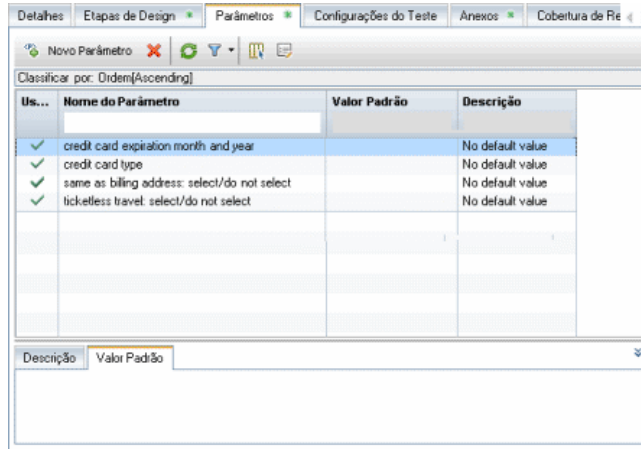 Detalhes Etapas de Design * Parâmetros * Configurações do Teste Anexos * Cobertura de Re
Novo Parâmetro
Classificar por: Ordem[Ascending]
Us... Nome do Parâmetro Valor Padrão Descrição
credit card expiration month and year No default value
credit card type No default value
same as billing address: select/do not select No default value
ticketless travel: select/do not select No default value
Descrição Valor Padrão